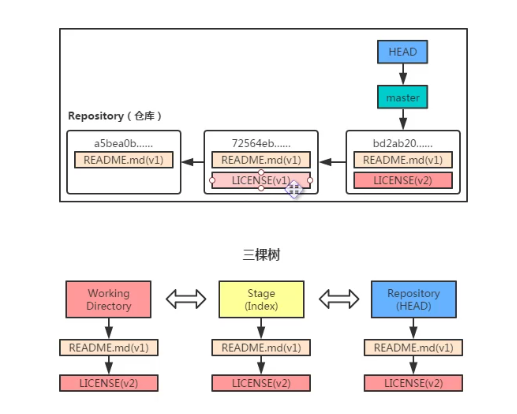 HEAD
master
Repository（仓库）
a5bea0b......
72564eb......
bd2ab20......
README.md(v1)
README.md(v1)
README.md(v1)
LICENSE(v1)
LICENSE(v2)
三棵树
Working
Directory
Stage
(Index)
Repository
(HEAD)
README.md(v1)
README.md(v1)
README.md(v1)
LICENSE(v2)
LICENSE(v2)
LICENSE(v2)